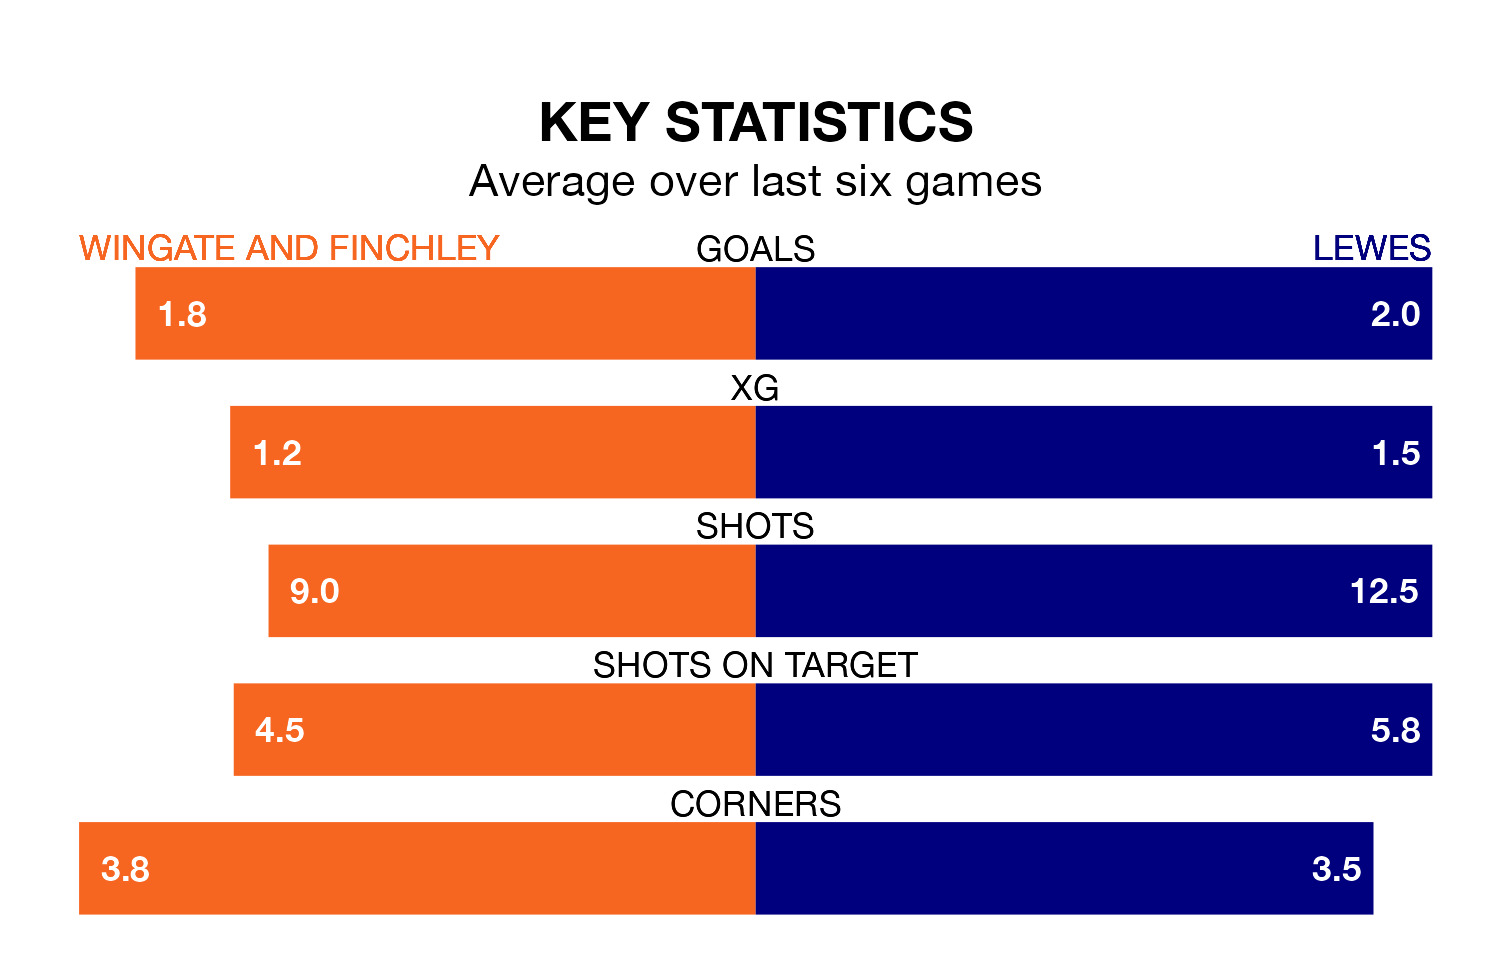 KEY STATISTICS
Average over last six games
WINGATE AND FINCHLEY GOALS LEWES
1.8 2.0
XG
1.2 1.5
SHOTS
9.0 12.5
SHOTS ON TARGET
4.5 5.8
CORNERS
3.8 3.5